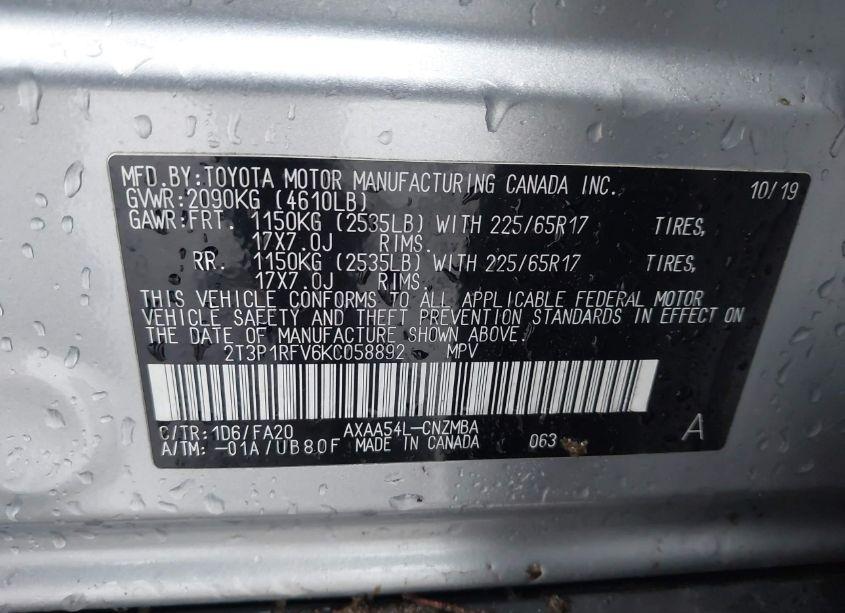 MFD.BY:TOYOTA MOTOR MANUFACTURING CANADA INC. 10/19
GVWR:2090KG (4610LB)
GAWR:FRT. 1150KG (2535LB) WITH 225/65R17 TIRES,
17X7.0J RIMS.
RR. 1150KG (2535LB) WITH 225/65R17 TIRES,
17X7.0J RIMS.
THIS VEHICLE CONFORMS TO ALL APPLICABLE FEDERAL MOTOR
VEHICLE SAFETY AND THEFT PREVENTION STANDARDS IN EFFECT ON
THE DATE OF MANUFACTURE SHOWN ABOVE.
2T3P1RFV6KC058892 MPV
C/TR:1D6/FA20 AXAA54L-CNZMBA A
A/TM:-01A/UB80F MADE IN CANADA 063